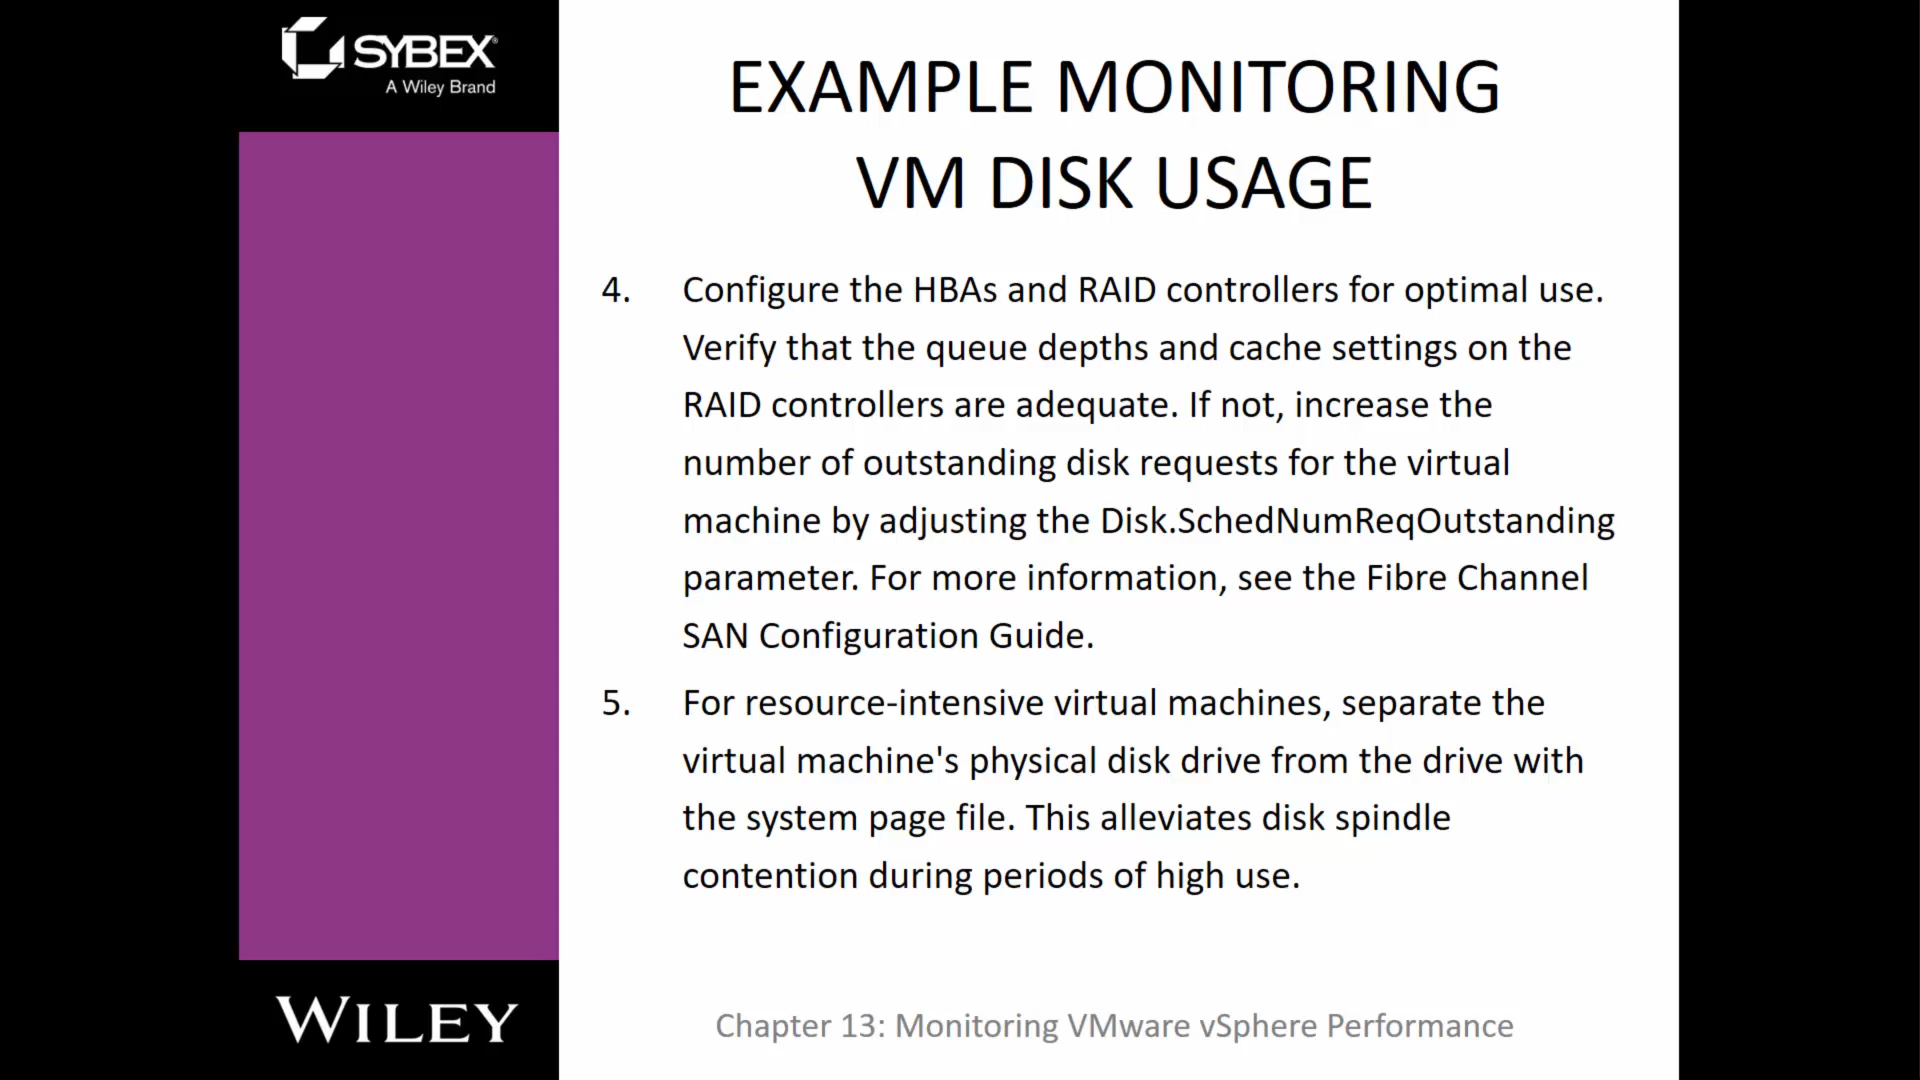 SYBEX®
A Wiley Brand
EXAMPLE MONITORING
VM DISK USAGE
4. Configure the HBAs and RAID controllers for optimal use.
Verify that the queue depths and cache settings on the
RAID controllers are adequate. If not, increase the
number of outstanding disk requests for the virtual
machine by adjusting the Disk.SchedNumReqOutstanding
parameter. For more information, see the Fibre Channel
SAN Configuration Guide.
5. For resource-intensive virtual machines, separate the
virtual machine's physical disk drive from the drive with
the system page file. This alleviates disk spindle
contention during periods of high use.
WILEY
Chapter 13: Monitoring VMware vSphere Performance